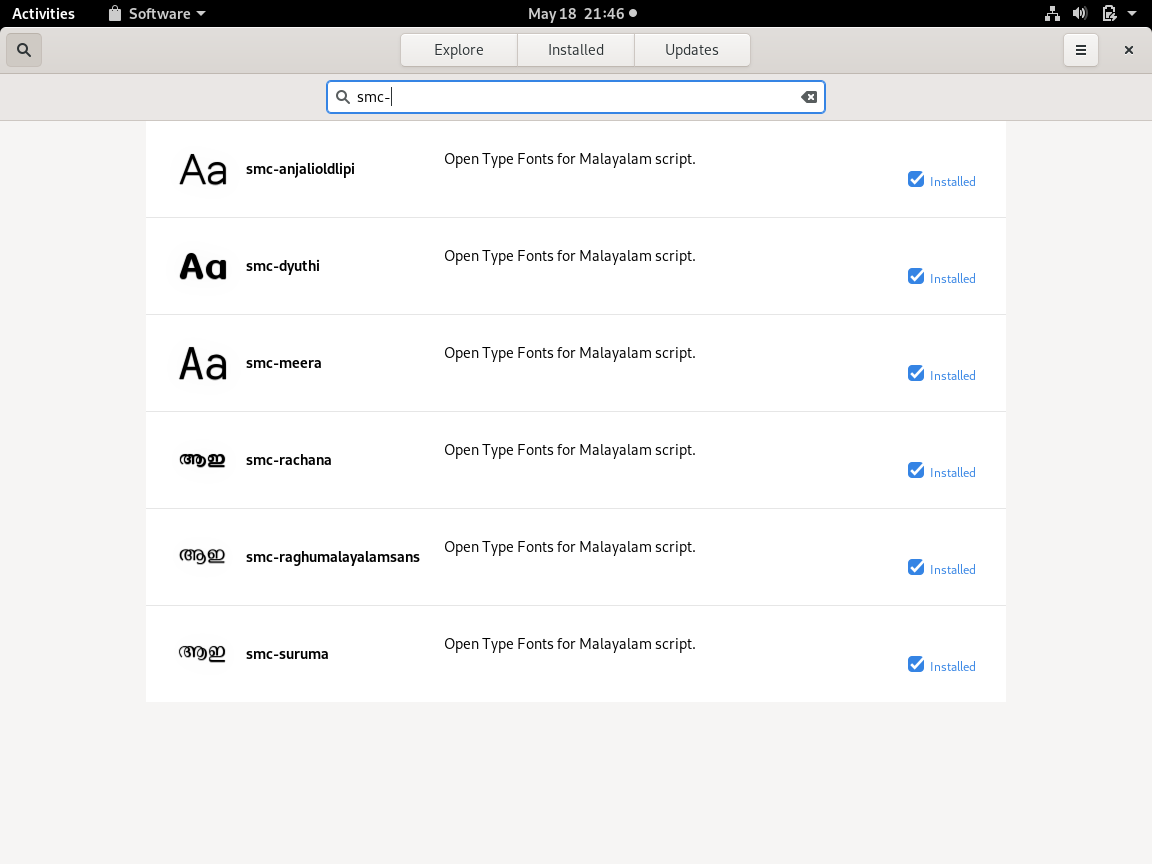 Activities
Software
May 18 21:46
Explore
Installed
Updates
smc-
Aa
smc-anjalioldlipi
Open Type Fonts for Malayalam script.
Installed
Aa
smc-dyuthi
Open Type Fonts for Malayalam script.
Installed
Aa
smc-meera
Open Type Fonts for Malayalam script.
Installed
ആഇ
smc-rachana
Open Type Fonts for Malayalam script.
Installed
ആഇ
smc-raghumalayalamsans
Open Type Fonts for Malayalam script.
Installed
ആഇ
smc-suruma
Open Type Fonts for Malayalam script.
Installed